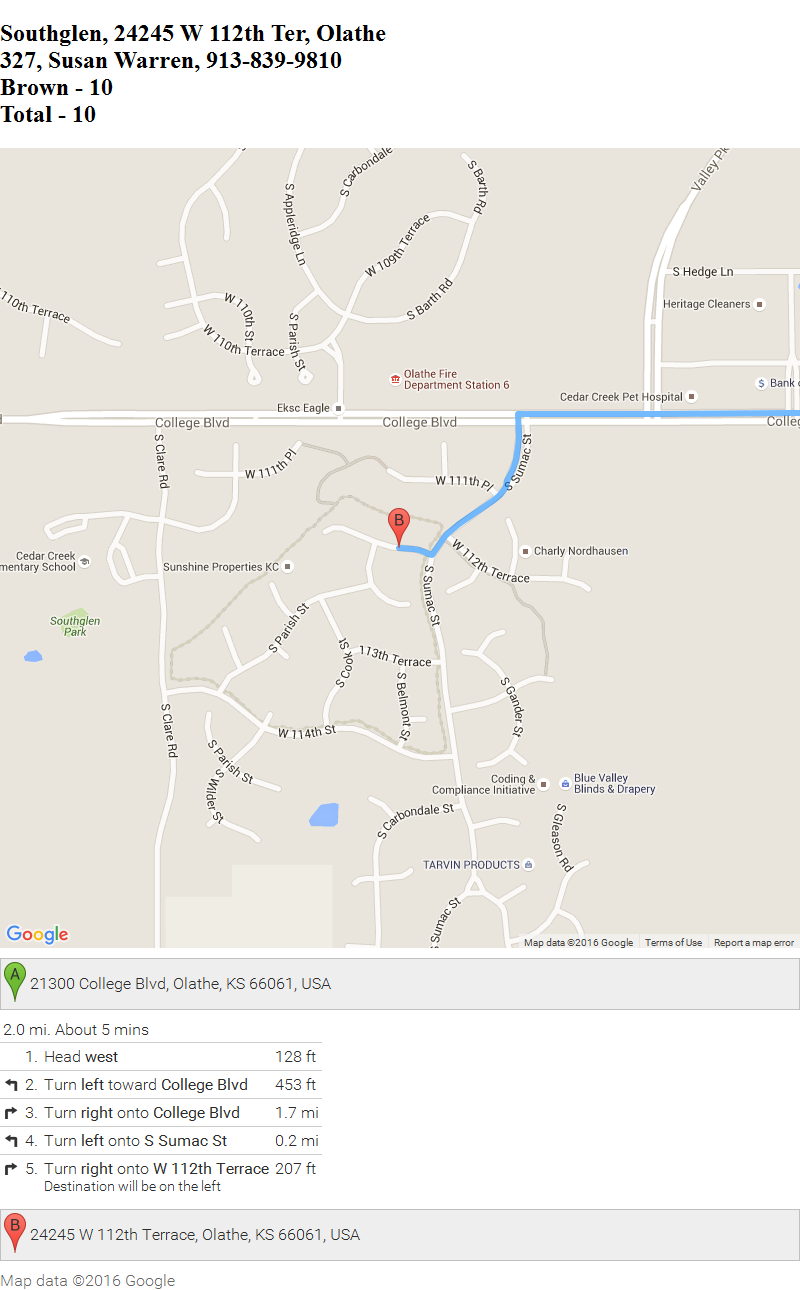 Southglen, 24245 W 112th Ter, Olathe
327, Susan Warren, 913-839-9810
Brown - 10
Total - 10
S Carbondale
Valley Pk
S Barth Rd
S Appleridge Ln
W 109th Terrace
S Hedge Ln
110th Terrace
W 110th St
S Barth Rd
Heritage Cleaners
S Parish St
W 110th Terrace
Olathe Fire
Department Station 6
$ Bank o
Cedar Creek Pet Hospital
Eksc Eagle
College Blvd
College Blvd
Colleg
S Clare Rd
S Sumac St
W 111th Pl
W 111th Pl
B
W 112th Terrace
Charly Nordhausen
Cedar Creek
mentary School
Sunshine Properties KC
S Sumac St
Southglen
Park
S Parish St
S Cook St
113th Terrace
S Belmont St
S Gander St
S Clare Rd
W 114th St
S Parish St
S Wilder St
Coding &
Compliance Initiative
Blue Valley
Blinds & Drapery
S Carbondale St
S Gleason Rd
TARVIN PRODUCTS
S Sumac St
Google
Map data ©2016 Google Terms of Use Report a map error
A 21300 College Blvd, Olathe, KS 66061, USA
2.0 mi. About 5 mins
1. Head west 128 ft
2. Turn left toward College Blvd 453 ft
3. Turn right onto College Blvd 1.7 mi
4. Turn left onto S Sumac St 0.2 mi
5. Turn right onto W 112th Terrace 207 ft
Destination will be on the left
B 24245 W 112th Terrace, Olathe, KS 66061, USA
Map data ©2016 Google